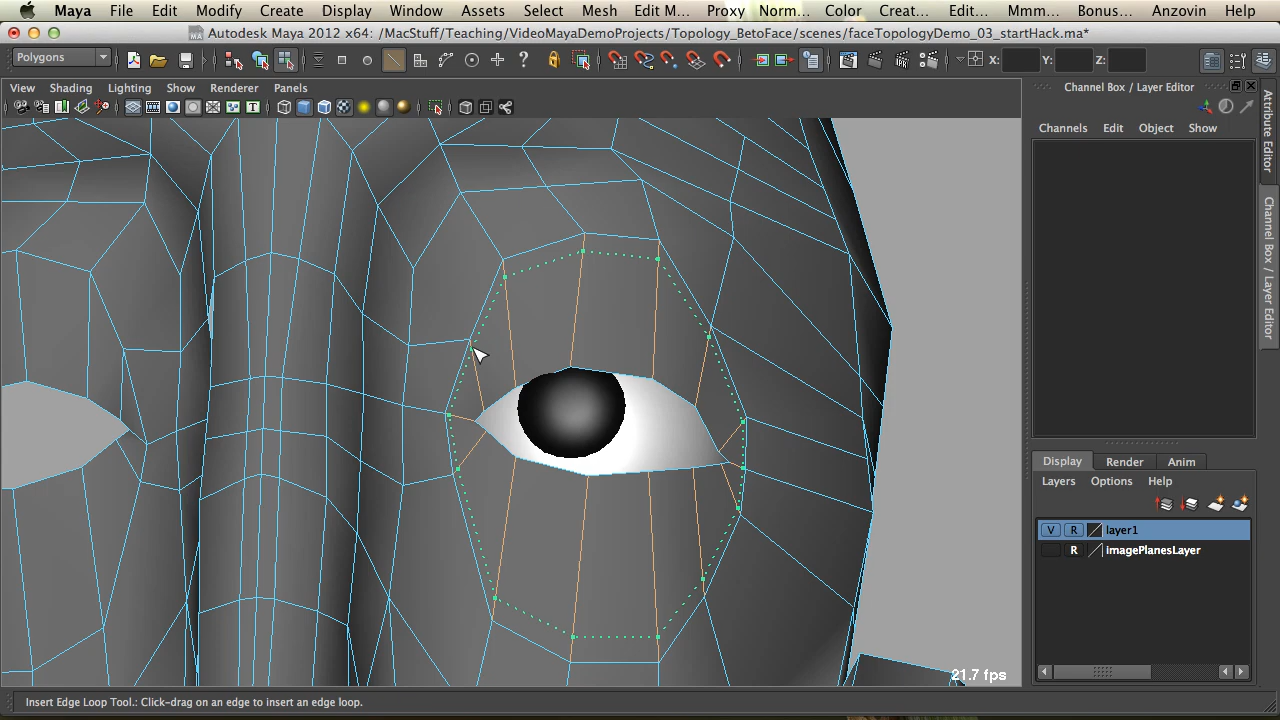 Maya File Edit Modify Create Display Window Assets Select Mesh Edit M... Proxy Norm... Color Creat... Edit... Mmm... Bonus... Anzovin Help
Autodesk Maya 2012 x64: /MacStuff/Teaching/VideoMayaDemoProjects/Topology_BetoFace/scenes/faceTopologyDemo_03_startHack.ma*
Polygons
X: Y: Z:
View Shading Lighting Show Renderer Panels
Channel Box / Layer Editor
Channels Edit Object Show
Attribute Editor
Channel Box / Layer Editor
Display Render Anim
Layers Options Help
V R layer1
R imagePlanesLayer
21.7 fps
Insert Edge Loop Tool.: Click-drag on an edge to insert an edge loop.